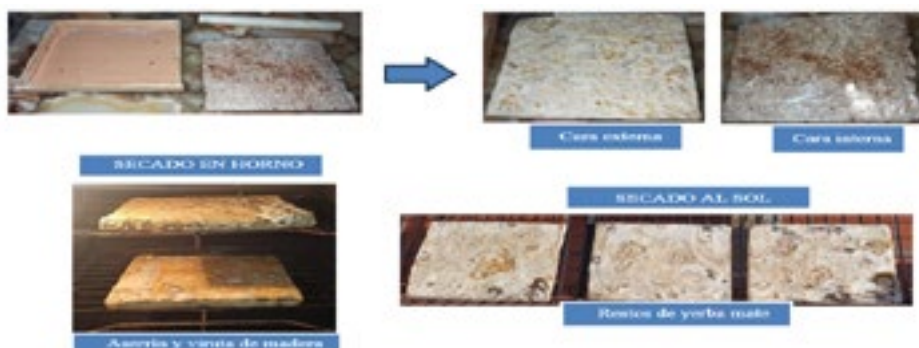 Cara externa
Cara interna
SECADO EN HORNO
SECADO AL SOL
Restos de yerba mate
Aserrín y viruta de madera